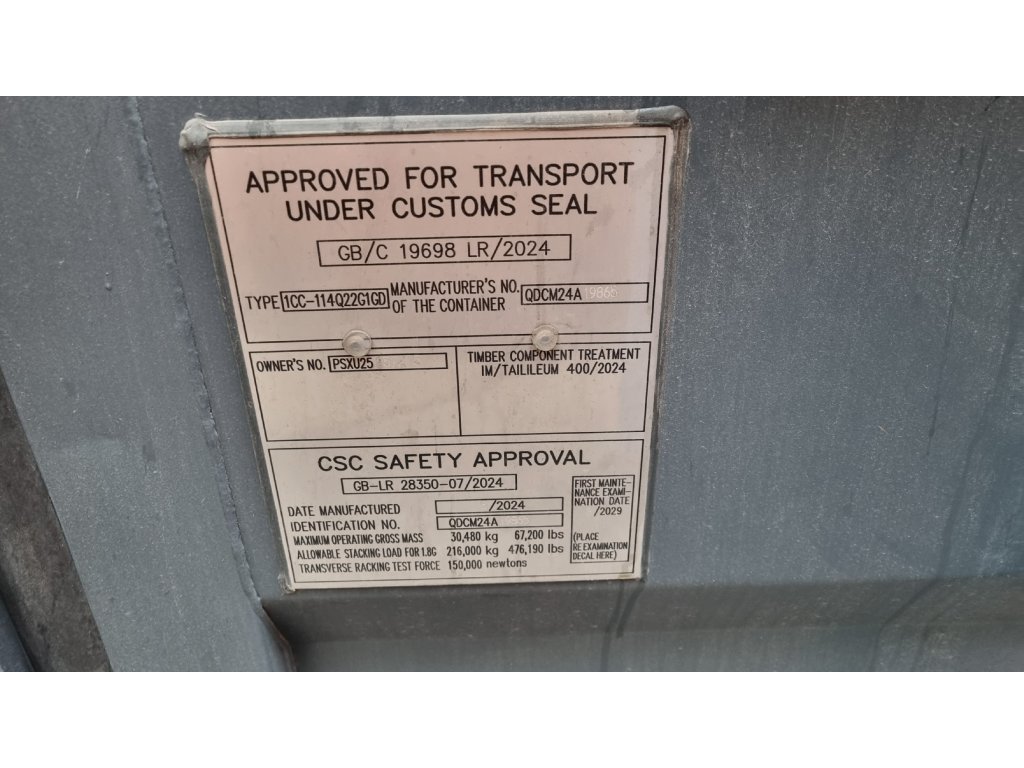 APPROVED FOR TRANSPORT
UNDER CUSTOMS SEAL
GB/C 19698 LR/2024
TYPE 1CC-114Q22G1GD MANUFACTURER'S NO. OF THE CONTAINER QDCM24A
OWNER'S NO. PSXU25
TIMBER COMPONENT TREATMENT
IM/TAILILEUM 400/2024
CSC SAFETY APPROVAL
GB-LR 28350-07/2024
DATE MANUFACTURED /2024
IDENTIFICATION NO. QDCM24A
MAXIMUM OPERATING GROSS MASS 30,480 kg 67,200 lbs
ALLOWABLE STACKING LOAD FOR 1.8G 216,000 kg 476,190 lbs
TRANSVERSE RACKING TEST FORCE 150,000 newtons
FIRST MAINTE-
NANCE EXAMI-
NATION DATE
/2029
(PLACE
RE EXAMINATION
DECAL HERE)